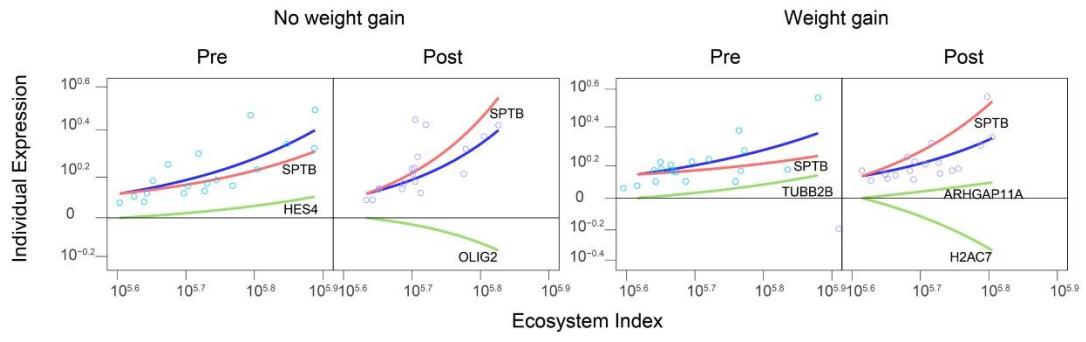 No weight gain
Weight gain
Pre
Post
Pre
Post
Individual Expression
10^0.6
10^0.4
10^0.2
0
10^-0.2
SPTB
HES4
SPTB
OLIG2
10^0.6
10^0.4
10^0.2
0
10^-0.2
10^-0.4
SPTB
TUBB2B
SPTB
ARHGAP11A
H2AC7
10^5.6 10^5.7 10^5.8 10^5.9 10^5.6 10^5.7 10^5.8 10^5.9
10^5.6 10^5.7 10^5.8 10^5.9 10^5.6 10^5.7 10^5.8 10^5.9
Ecosystem Index